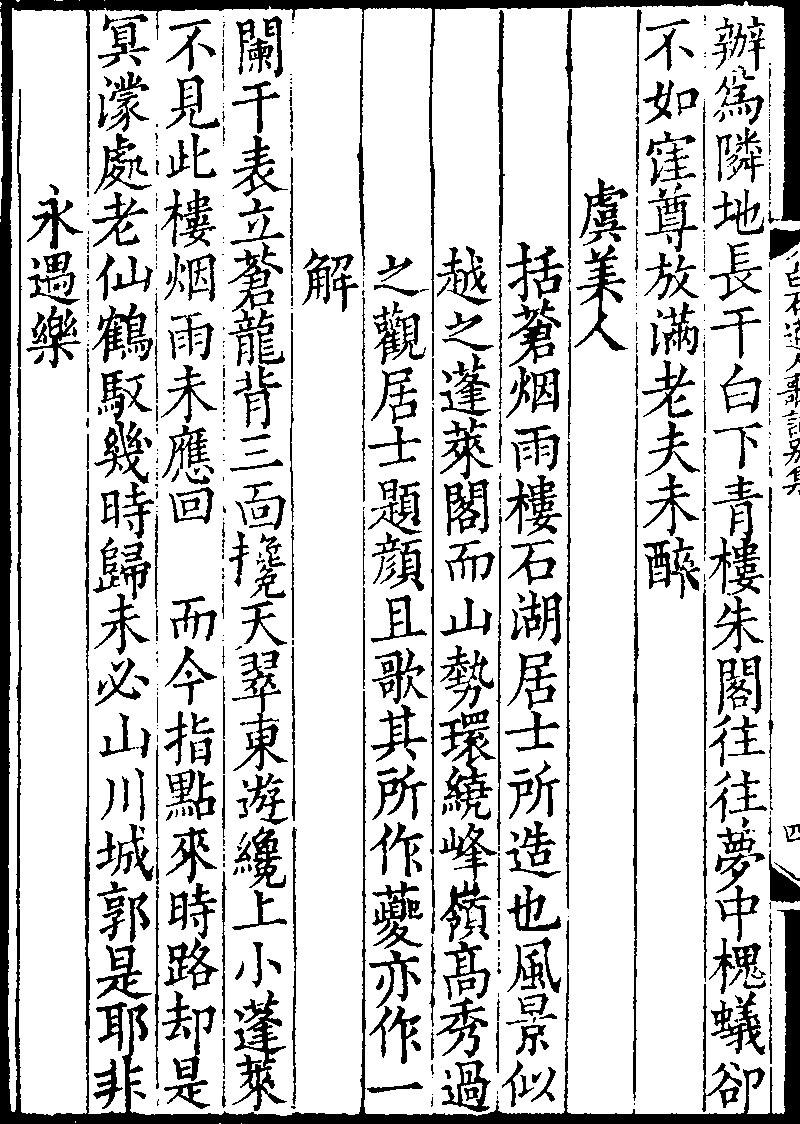 辦為隣地長干白下青樓朱閣往往夢中槐蟻卻
不如窪尊放滿老夫未醉
虞美人
括蒼烟雨樓石湖居士所造也風景似
越之蓬萊閣而山勢環繞峰嶺高秀過
之觀居士題顔且歌其所作䕫亦作一
解
闌干表立蒼龍背三面攙天翠東遊纔上小蓬萊
不見此樓烟雨未應回　而今指點來時路却是
冥濛處老仙鶴馭幾時歸未必山川城郭是耶非
永遇樂
白石道人歌詞别集
四